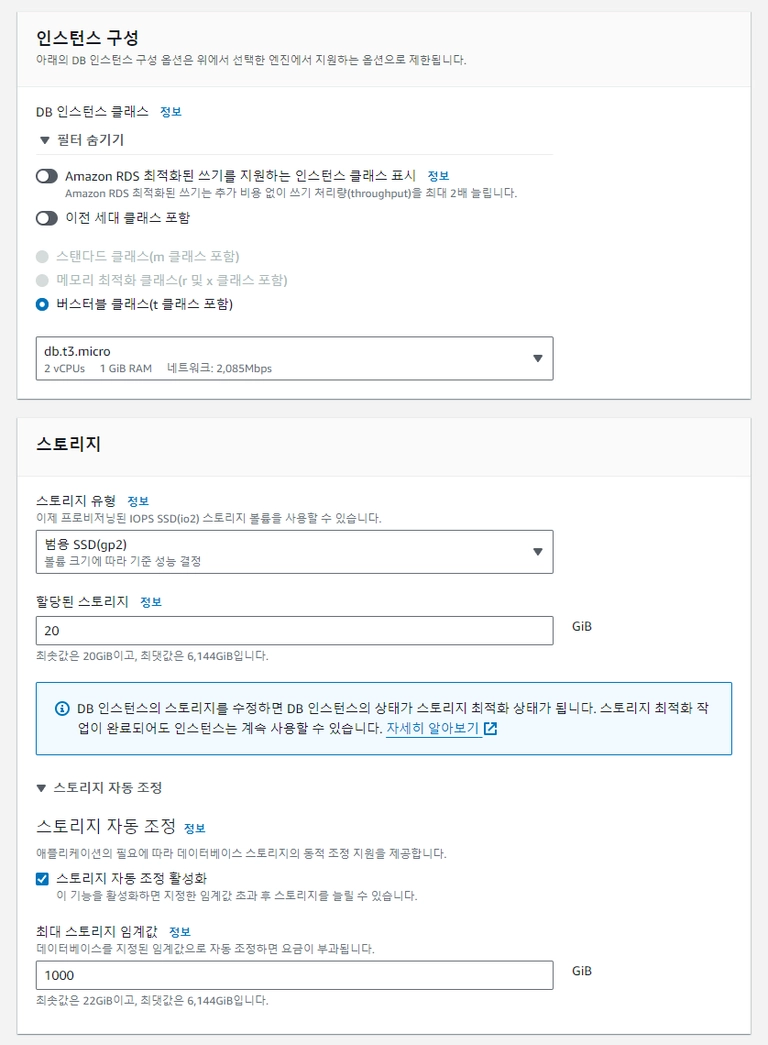 인스턴스 구성
아래의 DB 인스턴스 구성 옵션은 위에서 선택한 엔진에서 지원하는 옵션으로 제한됩니다.
DB 인스턴스 클래스 정보
▼ 필터 숨기기
Amazon RDS 최적화된 쓰기를 지원하는 인스턴스 클래스 표시 정보
Amazon RDS 최적화된 쓰기는 추가 비용 없이 쓰기 처리량(throughput)을 최대 2배 늘립니다.
이전 세대 클래스 포함
스탠다드 클래스(m 클래스 포함)
메모리 최적화 클래스(r 및 x 클래스 포함)
버스터블 클래스(t 클래스 포함)
db.t3.micro
2 vCPUs 1 GiB RAM 네트워크: 2,085Mbps
스토리지
스토리지 유형 정보
이제 프로비저닝된 IOPS SSD(io2) 스토리지 볼륨을 사용할 수 있습니다.
범용 SSD(gp2)
볼륨 크기에 따라 기준 성능 결정
할당된 스토리지 정보
20 GiB
최솟값은 20GiB이고, 최댓값은 6,144GiB입니다.
DB 인스턴스의 스토리지를 수정하면 DB 인스턴스의 상태가 스토리지 최적화 상태가 됩니다. 스토리지 최적화 작
업이 완료되어도 인스턴스는 계속 사용할 수 있습니다. 자세히 알아보기
▼ 스토리지 자동 조정
스토리지 자동 조정 정보
애플리케이션의 필요에 따라 데이터베이스 스토리지의 동적 조정 지원을 제공합니다.
스토리지 자동 조정 활성화
이 기능을 활성화하면 지정한 임계값 초과 후 스토리지를 늘릴 수 있습니다.
최대 스토리지 임계값 정보
데이터베이스를 지정된 임계값으로 자동 조정하면 요금이 부과됩니다.
1000 GiB
최솟값은 22GiB이고, 최댓값은 6,144GiB입니다.